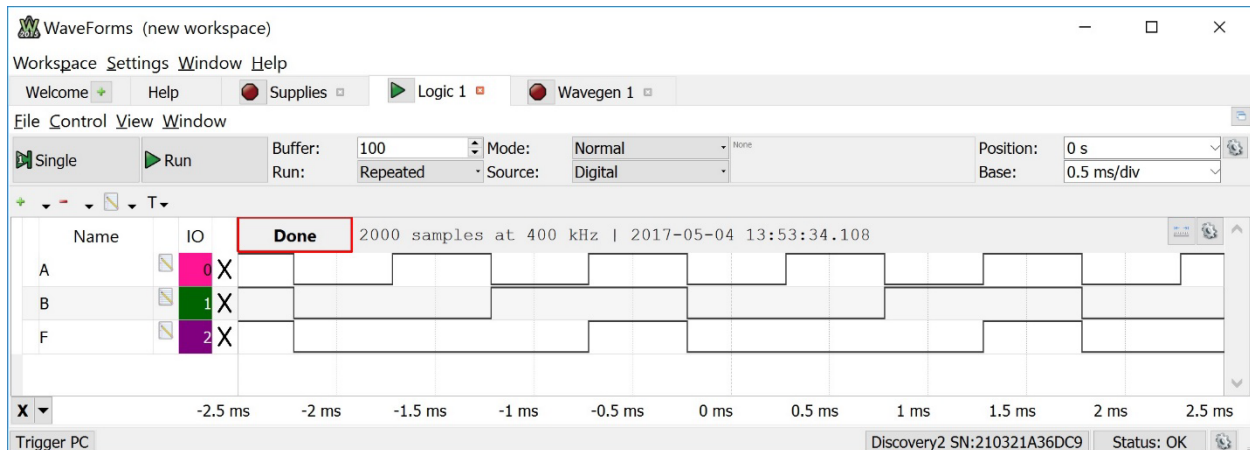 WaveForms (new workspace)
Workspace Settings Window Help
Welcome Help Supplies Logic 1 Wavegen 1
File Control View Window
Single Run Buffer: 100 Mode: Normal None Position: 0 s
Run: Repeated Source: Digital Base: 0.5 ms/div
T
Name IO Done 2000 samples at 400 kHz | 2017-05-04 13:53:34.108
A 0 X
B 1 X
F 2 X
X -2.5 ms -2 ms -1.5 ms -1 ms -0.5 ms 0 ms 0.5 ms 1 ms 1.5 ms 2 ms 2.5 ms
Trigger PC Discovery2 SN:210321A36DC9 Status: OK